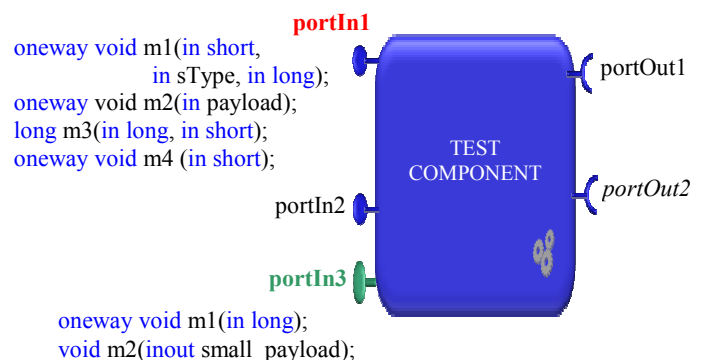 portIn1
oneway void m1(in short,
in sType, in long);
oneway void m2(in payload);
long m3(in long, in short);
oneway void m4 (in short);
portOut1
TEST
COMPONENT
portIn2
portOut2
portIn3
oneway void m1(in long);
void m2(inout small_payload);